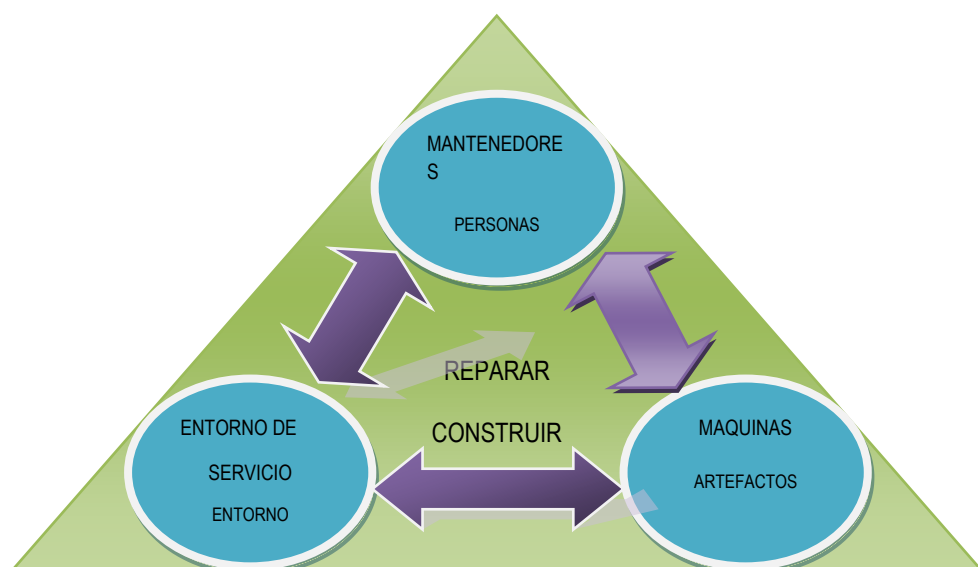 MANTENEDORE
S
PERSONAS
REPARAR
CONSTRUIR
ENTORNO DE
SERVICIO
ENTORNO
MAQUINAS
ARTEFACTOS